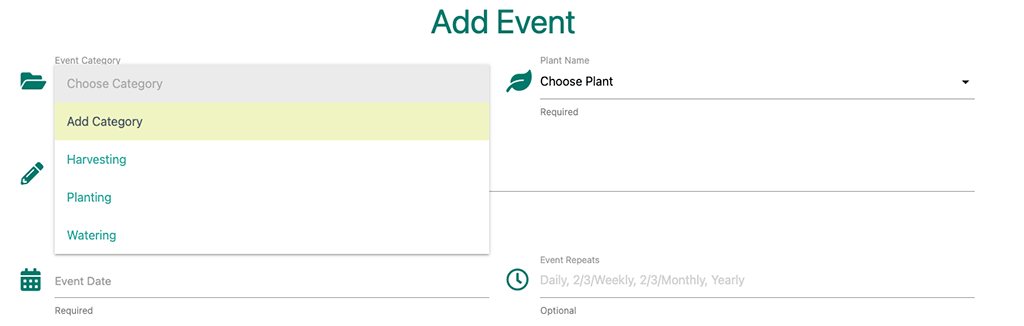 Add Event
Event Category
Choose Category
Add Category
Harvesting
Planting
Watering
Plant Name
Choose Plant
Required
Event Date
Required
Event Repeats
Daily, 2/3/Weekly, 2/3/Monthly, Yearly
Optional